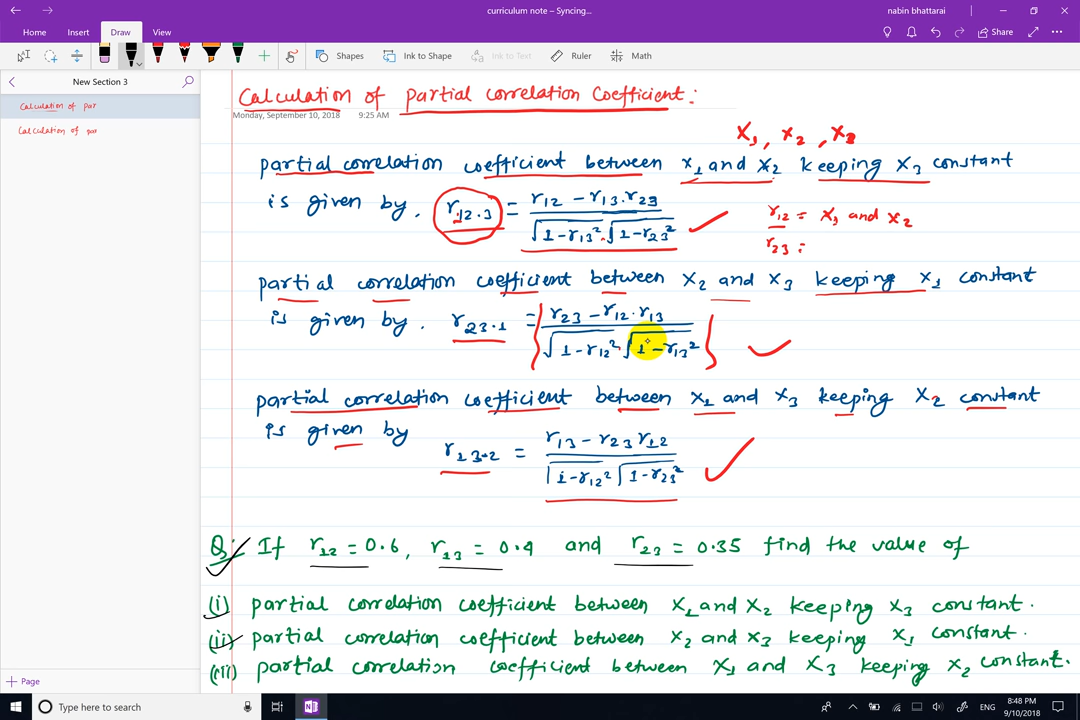 curriculum note – Syncing...
nabin bhattarai
Home Insert Draw View
Share
Shapes Ink to Shape Ink to Text Ruler Math
New Section 3
Calculation of par
Calculation of par
Calculation of partial correlation Coefficient:
Monday, September 10, 2018 9:25 AM
x₁, x₂, x₃
partial correlation coefficient between x₁ and x₂ keeping x₃ constant
is given by, r₁₂.₃ = (r₁₂ − r₁₃.r₂₃) / (√(1−r₁₃²).√(1−r₂₃²))
r₁₂ = x₁ and x₂
r₂₃ =
partial correlation coefficient between x₂ and x₃ keeping x₁ constant
is given by, r₂₃.₁ = (r₂₃ − r₁₂.r₁₃) / (√(1−r₁₂²) √(1−r₁₃²))
partial correlation coefficient between x₁ and x₃ keeping x₂ constant
is given by
r₁₃.₂ = (r₁₃ − r₂₃ r₁₂) / (√(1−r₁₂²) √(1−r₂₃²))
Q: If r₁₂ = 0.6, r₁₃ = 0.4 and r₂₃ = 0.35 find the value of
(i) partial correlation coefficient between x₁ and x₂ keeping x₃ constant.
(ii) partial correlation coefficient between x₂ and x₃ keeping x₁ constant.
(iii) partial correlation coefficient between x₁ and x₃ keeping x₂ constant.
Page
Type here to search
ENG
8:48 PM
9/10/2018